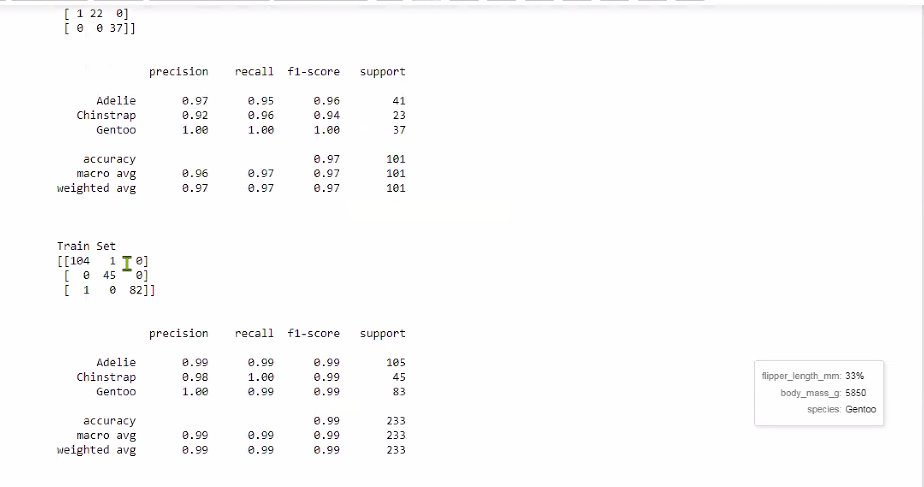 [ 1 22 0]
[ 0 0 37]]
precision recall f1-score support
Adelie 0.97 0.95 0.96 41
Chinstrap 0.92 0.96 0.94 23
Gentoo 1.00 1.00 1.00 37
accuracy 0.97 101
macro avg 0.96 0.97 0.97 101
weighted avg 0.97 0.97 0.97 101
Train Set
[[104 1 0]
[ 0 45 0]
[ 1 0 82]]
precision recall f1-score support
Adelie 0.99 0.99 0.99 105
Chinstrap 0.98 1.00 0.99 45
Gentoo 1.00 0.99 0.99 83
accuracy 0.99 233
macro avg 0.99 0.99 0.99 233
weighted avg 0.99 0.99 0.99 233
flipper_length_mm: 33%
body_mass_g: 5850
species: Gentoo